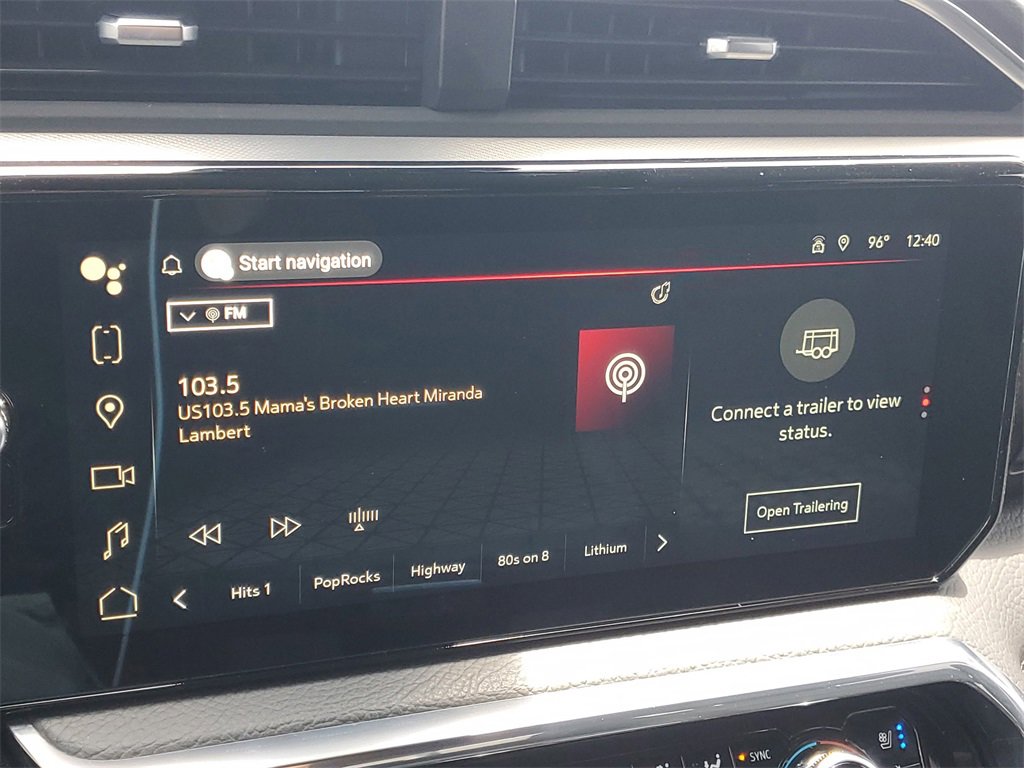 Start navigation
96° 12:40
FM
103.5
US103.5 Mama's Broken Heart Miranda
Lambert
Connect a trailer to view
status.
Open Trailering
Hits 1 PopRocks Highway 80s on 8 Lithium
SYNC